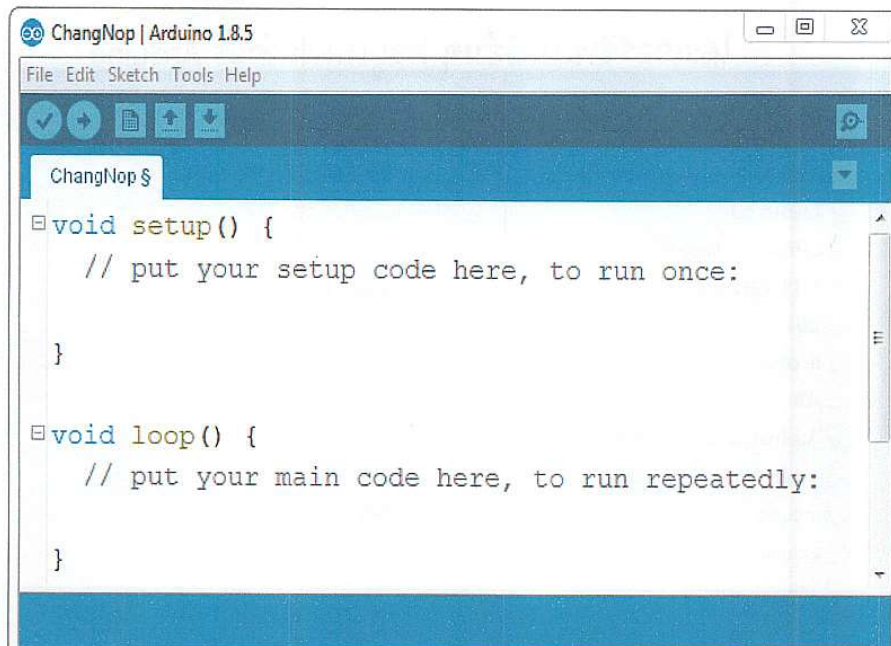 ChangNop | Arduino 1.8.5
File Edit Sketch Tools Help
ChangNop §
void setup() {
// put your setup code here, to run once:
}
void loop() {
// put your main code here, to run repeatedly:
}